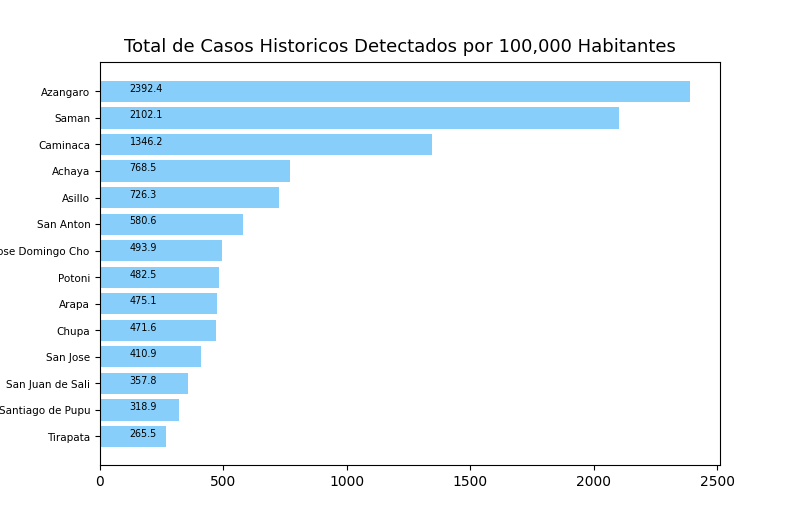 Total de Casos Historicos Detectados por 100,000 Habitantes
Azangaro 2392.4
Saman 2102.1
Caminaca 1346.2
Achaya 768.5
Asillo 726.3
San Anton 580.6
ose Domingo Cho 493.9
Potoni 482.5
Arapa 475.1
Chupa 471.6
San Jose 410.9
San Juan de Sali 357.8
Santiago de Pupu 318.9
Tirapata 265.5
0 500 1000 1500 2000 2500